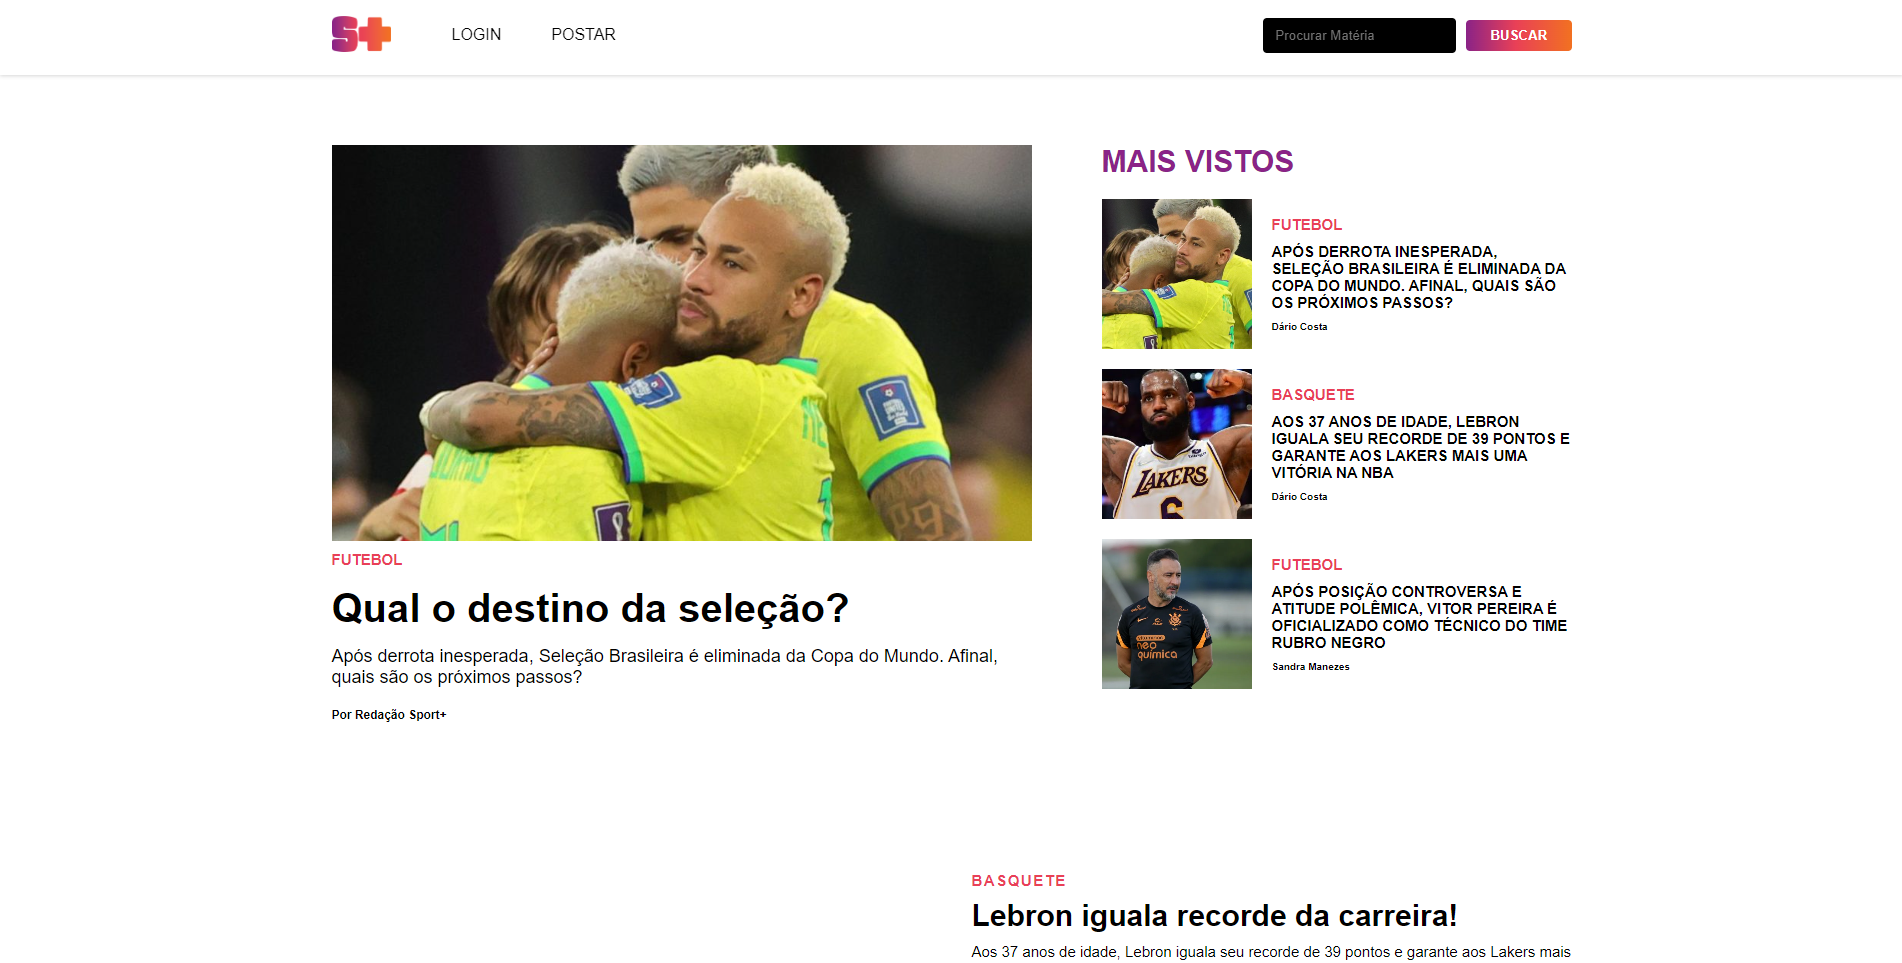 S+
LOGIN
POSTAR
Procurar Matéria
BUSCAR
FUTEBOL
Qual o destino da seleção?
Após derrota inesperada, Seleção Brasileira é eliminada da Copa do Mundo. Afinal,
quais são os próximos passos?
Por Redação Sport+
MAIS VISTOS
FUTEBOL
APÓS DERROTA INESPERADA,
SELEÇÃO BRASILEIRA É ELIMINADA DA
COPA DO MUNDO. AFINAL, QUAIS SÃO
OS PRÓXIMOS PASSOS?
Dário Costa
LAKERS
6
BASQUETE
AOS 37 ANOS DE IDADE, LEBRON
IGUALA SEU RECORDE DE 39 PONTOS E
GARANTE AOS LAKERS MAIS UMA
VITÓRIA NA NBA
Dário Costa
neo
química
FUTEBOL
APÓS POSIÇÃO CONTROVERSA E
ATITUDE POLÊMICA, VITOR PEREIRA É
OFICIALIZADO COMO TÉCNICO DO TIME
RUBRO NEGRO
Sandra Manezes
BASQUETE
Lebron iguala recorde da carreira!
Aos 37 anos de idade, Lebron iguala seu recorde de 39 pontos e garante aos Lakers mais